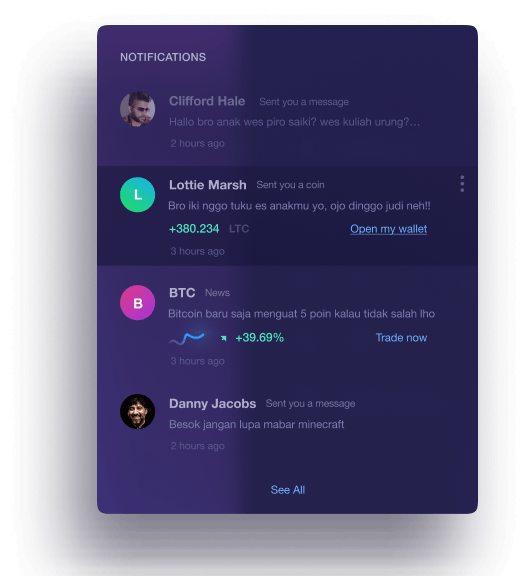 NOTIFICATIONS
Clifford Hale Sent you a message
Hallo bro anak wes piro saiki? wes kuliah urung?...
2 hours ago
L Lottie Marsh Sent you a coin
Bro iki nggo tuku es anakmu yo, ojo dinggo judi neh!!
+380.234 LTC Open my wallet
3 hours ago
B BTC News
Bitcoin baru saja menguat 5 poin kalau tidak salah lho
+39.69% Trade now
3 hours ago
Danny Jacobs Sent you a message
Besok jangan lupa mabar minecraft
2 hours ago
See All